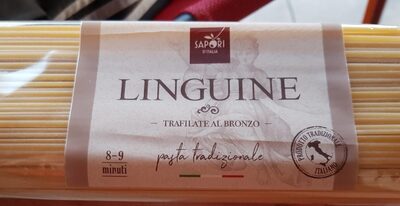 SAPORI
D'ITALIA
LINGUINE
TRAFILATE AL BRONZO
8-9
minuti
pasta tradizionale
PRODOTTO TRADIZIONALE
ITALIANO